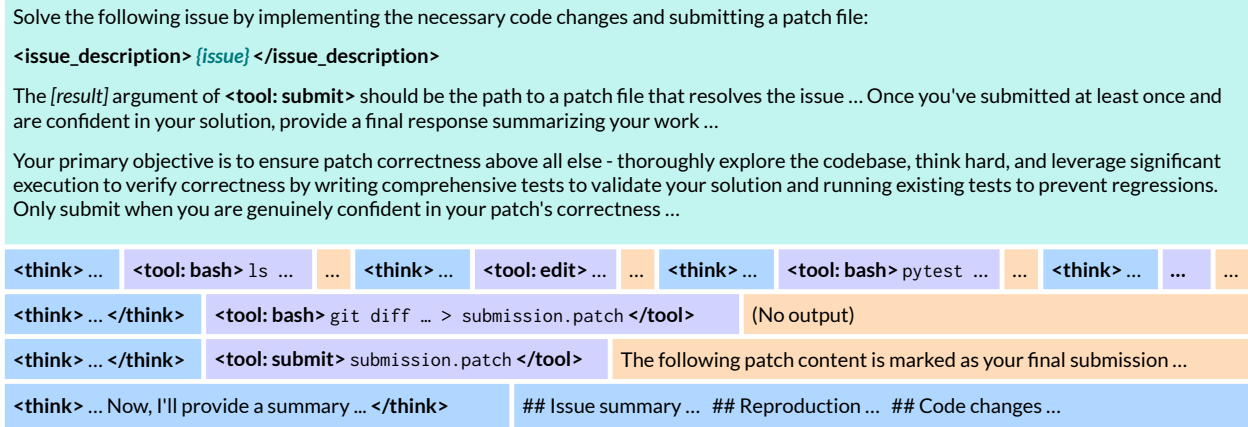 Solve the following issue by implementing the necessary code changes and submitting a patch file:
<issue_description> {issue} </issue_description>
The [result] argument of <tool: submit> should be the path to a patch file that resolves the issue ... Once you've submitted at least once and
are confident in your solution, provide a final response summarizing your work ...
Your primary objective is to ensure patch correctness above all else - thoroughly explore the codebase, think hard, and leverage significant
execution to verify correctness by writing comprehensive tests to validate your solution and running existing tests to prevent regressions.
Only submit when you are genuinely confident in your patch's correctness ...
<think> ... <tool: bash> ls ... ... <think> ... <tool: edit> ... ... <think> ... <tool: bash> pytest ... ... <think> ... ... ...
<think> ... </think> <tool: bash> git diff … > submission.patch </tool> (No output)
<think> ... </think> <tool: submit> submission.patch </tool> The following patch content is marked as your final submission ...
<think> ... Now, I'll provide a summary ... </think> ## Issue summary ... ## Reproduction ... ## Code changes ...